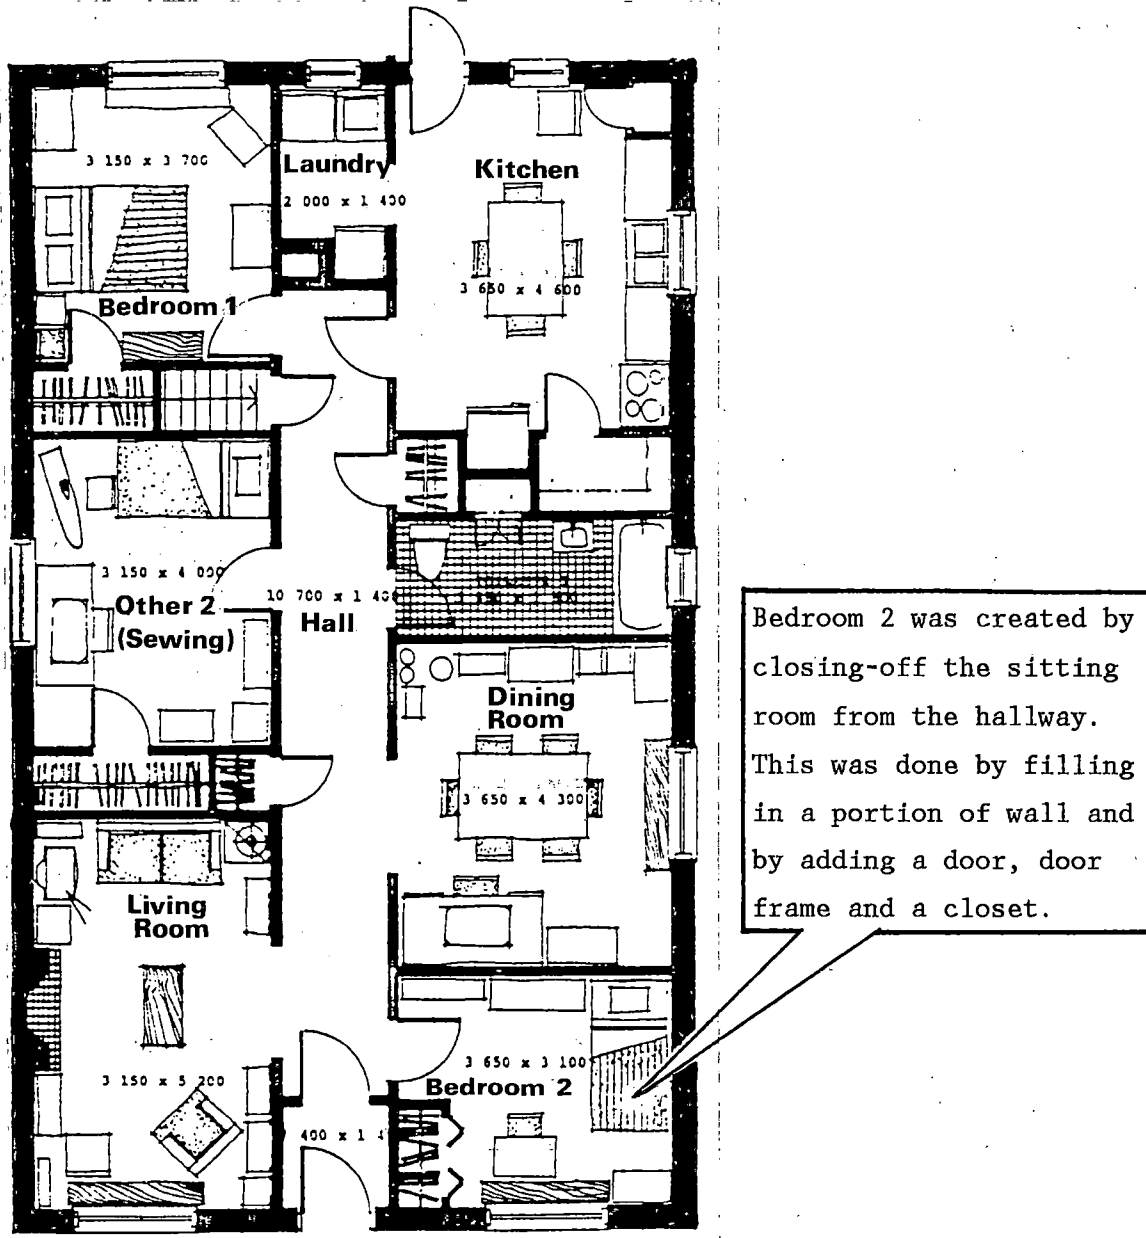 3 150 x 3 700
Laundry
2 000 x 1 400
Kitchen
3 650 x 4 600
Bedroom 1
3 150 x 4 000
Other 2
(Sewing)
10 700 x 1 400
Hall
Dining
Room
3 650 x 4 300
Living
Room
3 150 x 5 200
3 650 x 3 100
Bedroom 2
400 x 1 4
Bedroom 2 was created by
closing-off the sitting
room from the hallway.
This was done by filling
in a portion of wall and
by adding a door, door
frame and a closet.